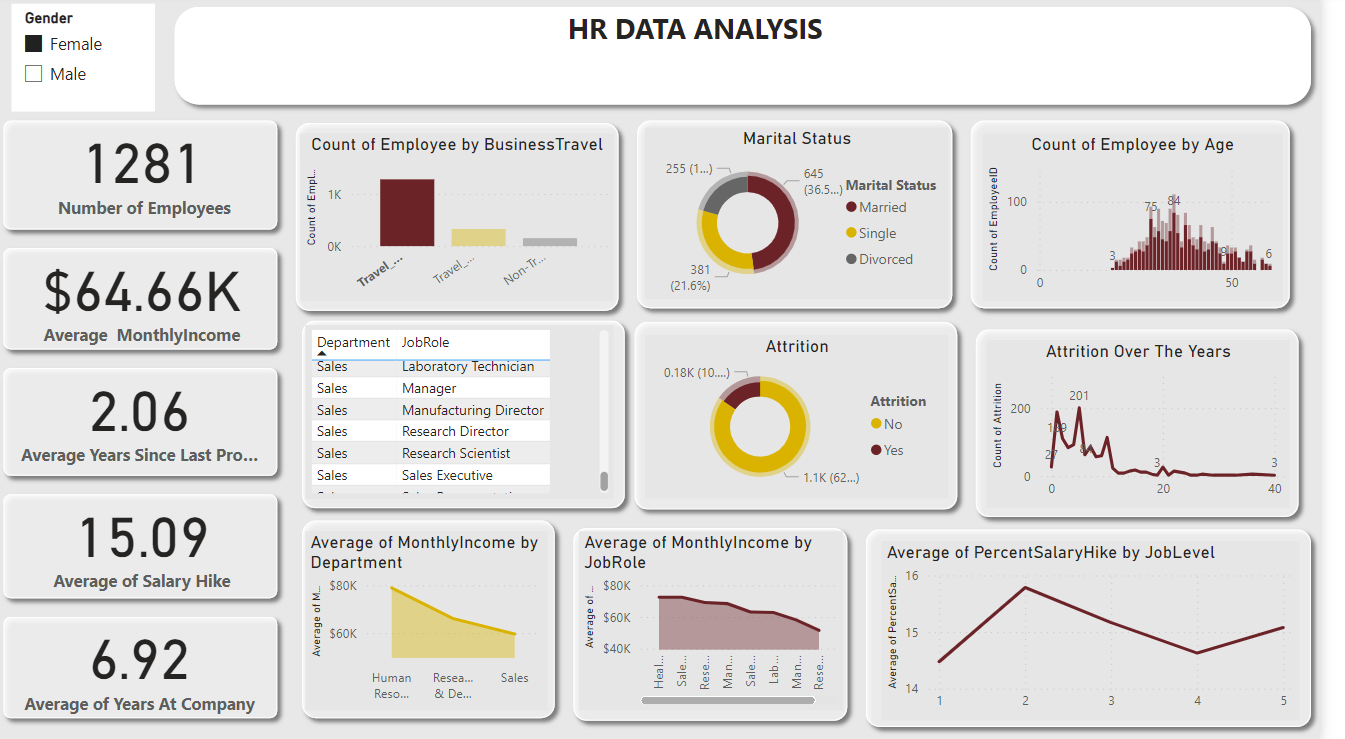 Gender
Female
Male
HR DATA ANALYSIS
1281
Number of Employees
$64.66K
Average MonthlyIncome
2.06
Average Years Since Last Pro...
15.09
Average of Salary Hike
6.92
Average of Years At Company
Count of Employee by BusinessTravel
Count of Empl...
1K
0K
Travel_...
Travel_...
Non-Tr...
Marital Status
255 (1...)
645
(36.5...)
381
(21.6%)
Marital Status
Married
Single
Divorced
Count of Employee by Age
Count of EmployeeID
100
0
3
75
84
9
6
0
50
Department
JobRole
Sales
Laboratory Technician
Sales
Manager
Sales
Manufacturing Director
Sales
Research Director
Sales
Research Scientist
Sales
Sales Executive
Attrition
0.18K (10....)
1.1K (62...)
Attrition
No
Yes
Attrition Over The Years
Count of Attrition
200
0
27
201
3
3
0
20
40
Average of MonthlyIncome by
Department
Average of M...
$80K
$60K
Human
Reso...
Resea...
& De...
Sales
Average of MonthlyIncome by
JobRole
Average of ...
$80K
$60K
$40K
Heal...
Sale...
Rese...
Man...
Sale...
Lab...
Man...
Rese...
Average of PercentSalaryHike by JobLevel
Average of PercentSa...
16
15
14
1
2
3
4
5